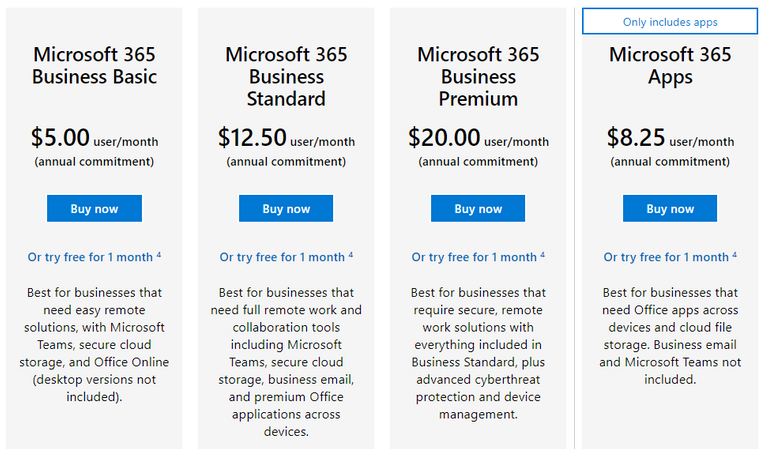 Microsoft 365
Business Basic
$5.00 user/month
(annual commitment)
Buy now
Or try free for 1 month 4
Best for businesses that
need easy remote
solutions, with Microsoft
Teams, secure cloud
storage, and Office Online
(desktop versions not
included).
Microsoft 365
Business
Standard
$12.50 user/month
(annual commitment)
Buy now
Or try free for 1 month 4
Best for businesses that
need full remote work and
collaboration tools
including Microsoft
Teams, secure cloud
storage, business email,
and premium Office
applications across
devices.
Microsoft 365
Business
Premium
$20.00 user/month
(annual commitment)
Buy now
Or try free for 1 month 4
Best for businesses that
require secure, remote
work solutions with
everything included in
Business Standard, plus
advanced cyberthreat
protection and device
management.
Only includes apps
Microsoft 365
Apps
$8.25 user/month
(annual commitment)
Buy now
Or try free for 1 month 4
Best for businesses that
need Office apps across
devices and cloud file
storage. Business email
and Microsoft Teams not
included.